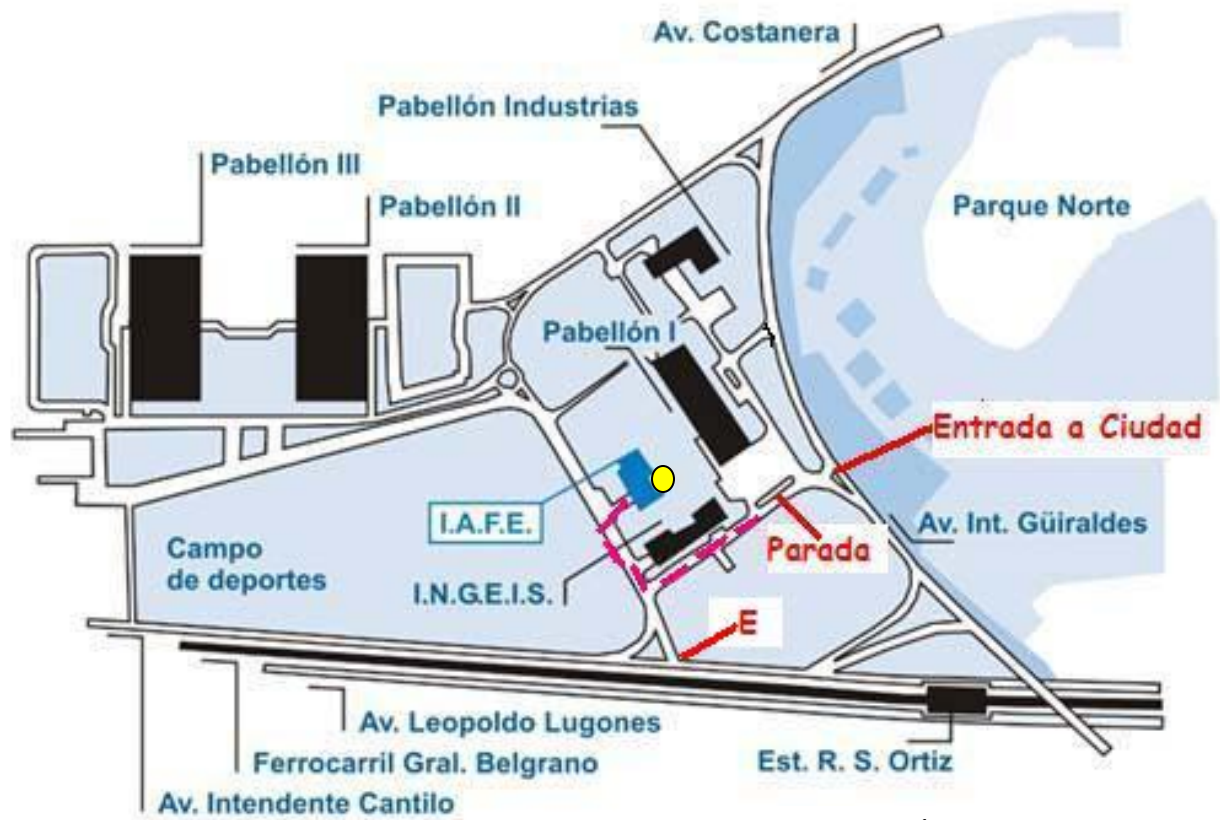 Av. Costanera
Pabellón Industrias
Pabellón III
Pabellón II
Parque Norte
Pabellón I
Entrada a Ciudad
I.A.F.E.
Av. Int. Güiraldes
Parada
Campo
de deportes
I.N.G.E.I.S.
E
Av. Leopoldo Lugones
Est. R. S. Ortiz
Ferrocarril Gral. Belgrano
Av. Intendente Cantilo